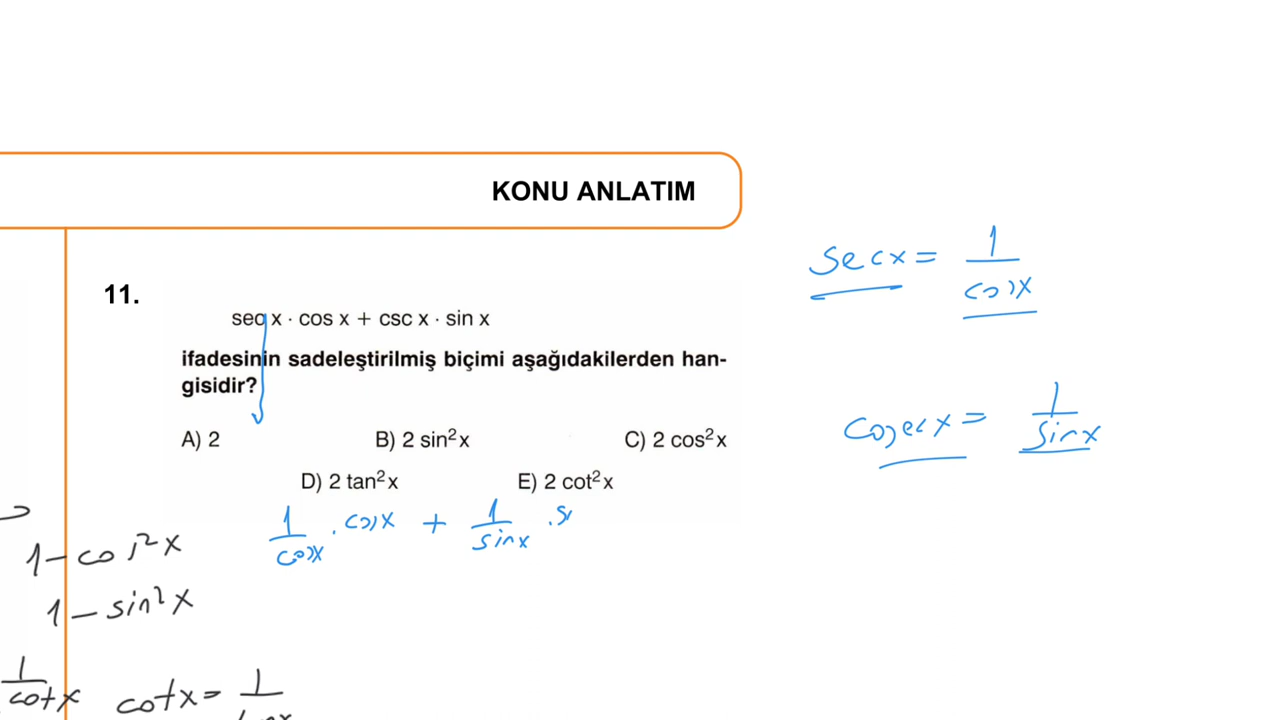 KONU ANLATIM
secx = 1/cosx
11.
sec x · cos x + csc x · sin x
ifadesinin sadeleştirilmiş biçimi aşağıdakilerden han-
gisidir?
cosecx = 1/sinx
A) 2 B) 2 sin²x C) 2 cos²x
D) 2 tan²x E) 2 cot²x
1/cosx . cosx + 1/sinx . s
1 - cos²x
1 - sin²x
1/cotx cotx = 1/